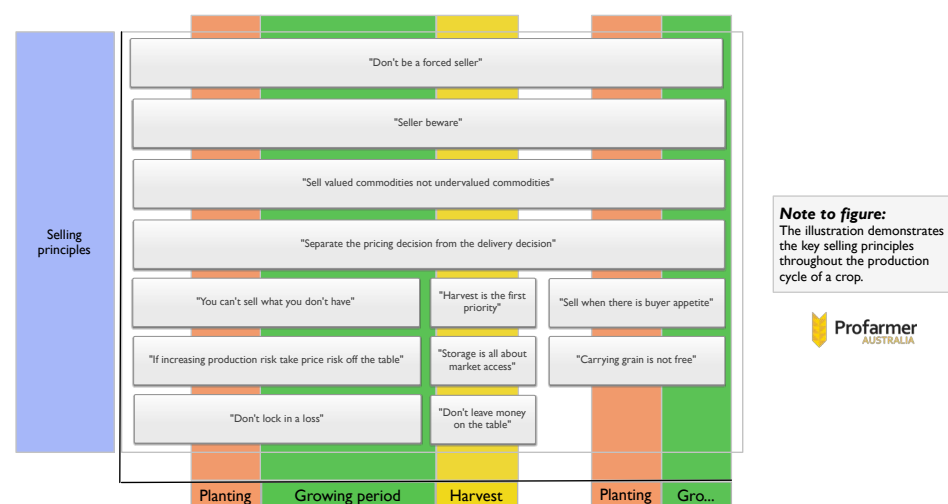 Selling
principles
"Don't be a forced seller"
"Seller beware"
"Sell valued commodities not undervalued commodities"
"Separate the pricing decision from the delivery decision"
"You can't sell what you don't have"
"Harvest is the first
priority"
"Sell when there is buyer appetite"
"If increasing production risk take price risk off the table"
"Storage is all about
market access"
"Carrying grain is not free"
"Don't lock in a loss"
"Don't leave money
on the table"
Planting
Growing period
Harvest
Planting
Gro...
Note to figure:
The illustration demonstrates
the key selling principles
throughout the production
cycle of a crop.
Profarmer
AUSTRALIA